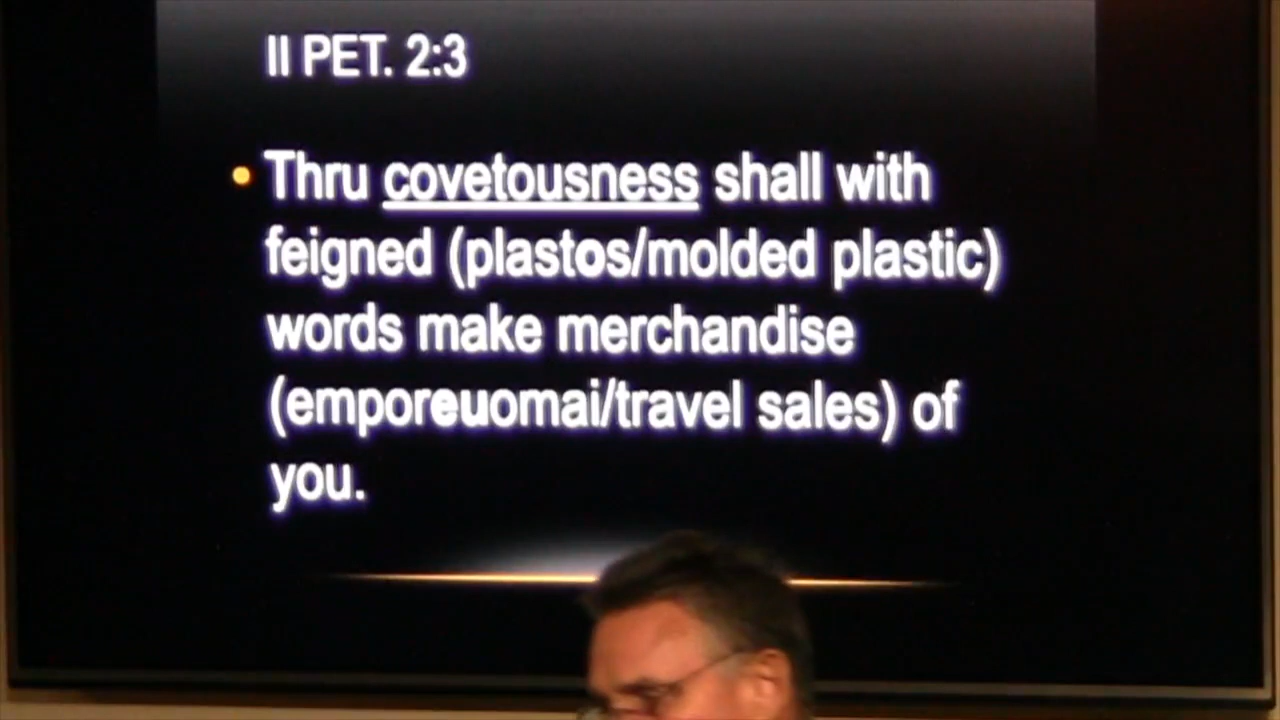 II PET. 2:3
• Thru covetousness shall with
feigned (plastos/molded plastic)
words make merchandise
(emporeuomai/travel sales) of
you.